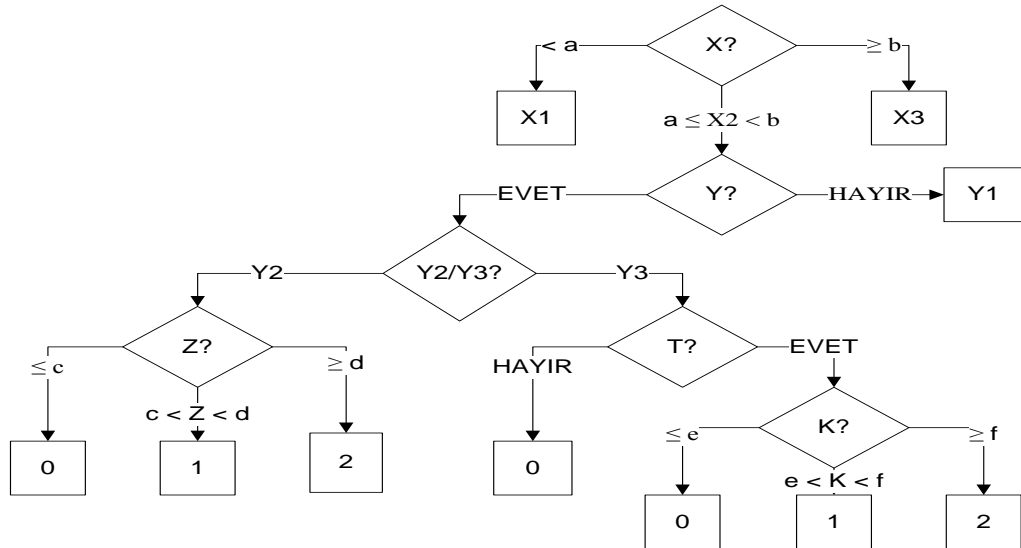 X?
< a
≥ b
X1
a ≤ X2 < b
X3
EVET
Y?
HAYIR
Y1
Y2
Y2/Y3?
Y3
Z?
T?
≤ c
≥ d
HAYIR
EVET
c < Z < d
0
1
2
0
K?
≤ e
≥ f
e < K < f
0
1
2